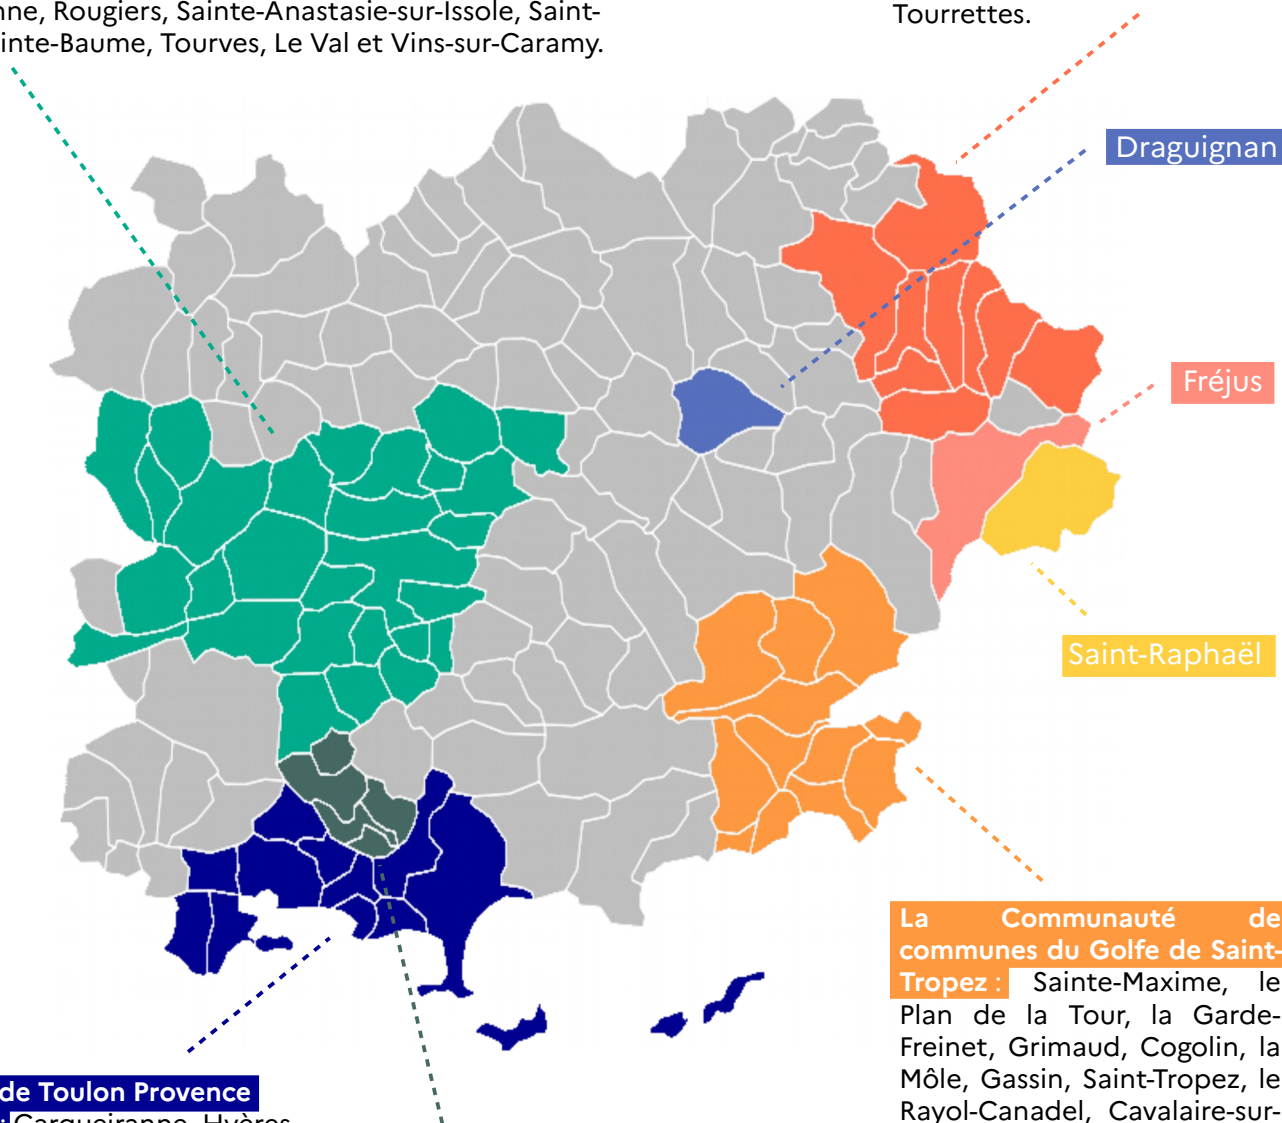 nne, Rougiers, Sainte-Anastasie-sur-Issole, Saint-
inte-Baume, Tourves, Le Val et Vins-sur-Caramy.
Tourrettes.
Draguignan
Fréjus
Saint-Raphaël
La Communauté de
communes du Golfe de Saint-
Tropez : Sainte-Maxime, le
Plan de la Tour, la Garde-
Freinet, Grimaud, Cogolin, la
Môle, Gassin, Saint-Tropez, le
Rayol-Canadel, Cavalaire-sur-
de Toulon Provence
: Carqueiranne, Hyères